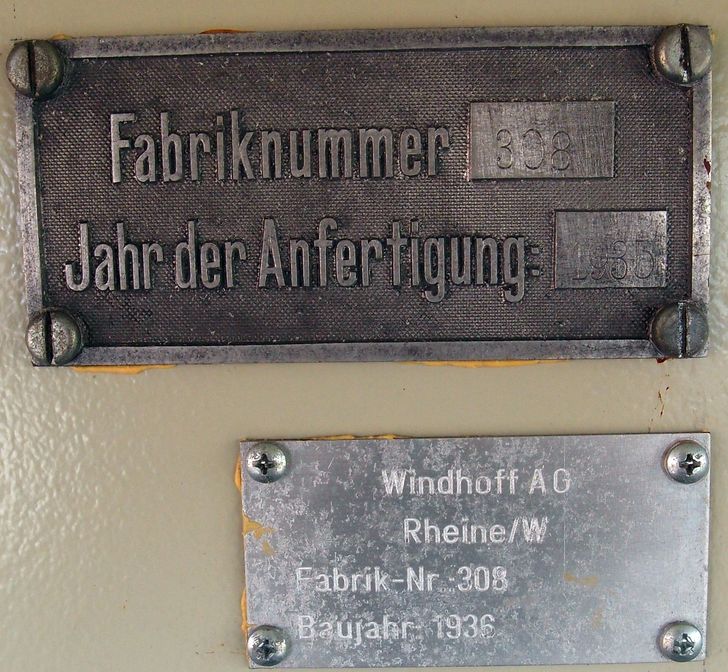 Fabriknummer 308
Jahr der Anfertigung:
Windhoff AG
Rheine/W
Fabrik-Nr.:308
Baujahr: 1936